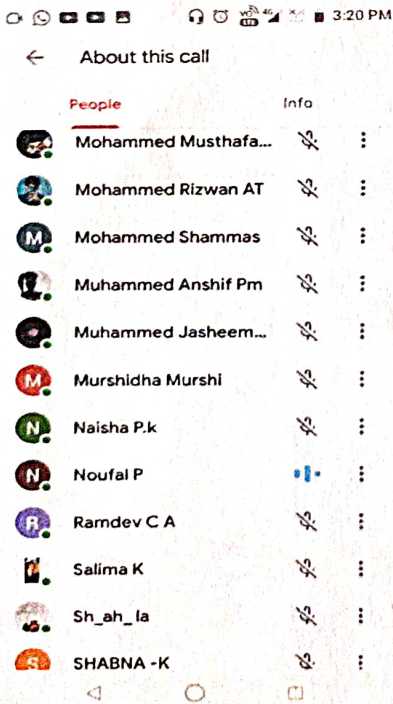 3:20 PM
About this call
People Info
Mohammed Musthafa...
Mohammed Rizwan AT
M Mohammed Shammas
Muhammed Anshif Pm
Muhammed Jasheem...
M Murshidha Murshi
N Naisha P.k
N Noufal P
R Ramdev C A
Salima K
Sh_ah_la
S SHABNA -K